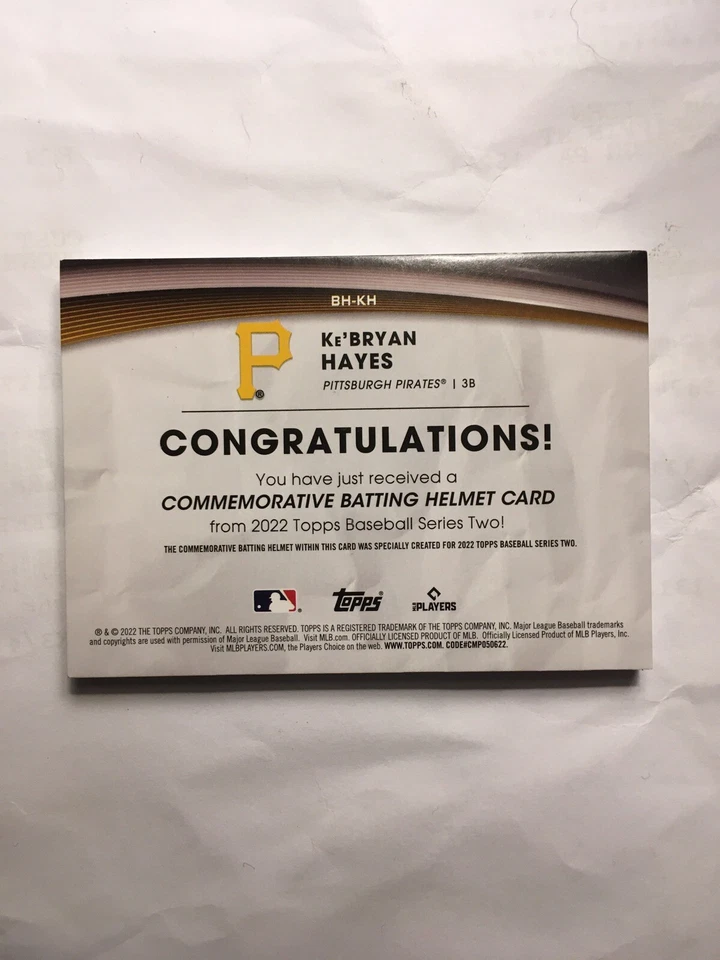 BH-KH
P®
KE'BRYAN
HAYES
PITTSBURGH PIRATES® | 3B
CONGRATULATIONS!
You have just received a
COMMEMORATIVE BATTING HELMET CARD
from 2022 Topps Baseball Series Two!
THE COMMEMORATIVE BATTING HELMET WITHIN THIS CARD WAS SPECIALLY CREATED FOR 2022 TOPPS BASEBALL SERIES TWO.
topps® MLB PLAYERS
® & © 2022 THE TOPPS COMPANY, INC. ALL RIGHTS RESERVED. TOPPS IS A REGISTERED TRADEMARK OF THE TOPPS COMPANY, INC. Major League Baseball trademarks
and copyrights are used with permission of Major League Baseball. Visit MLB.com. OFFICIALLY LICENSED PRODUCT OF MLB. Officially Licensed Product of MLB Players, Inc.
Visit MLBPLAYERS.COM, the Players Choice on the web. WWW.TOPPS.COM. CODE#CMP050622.